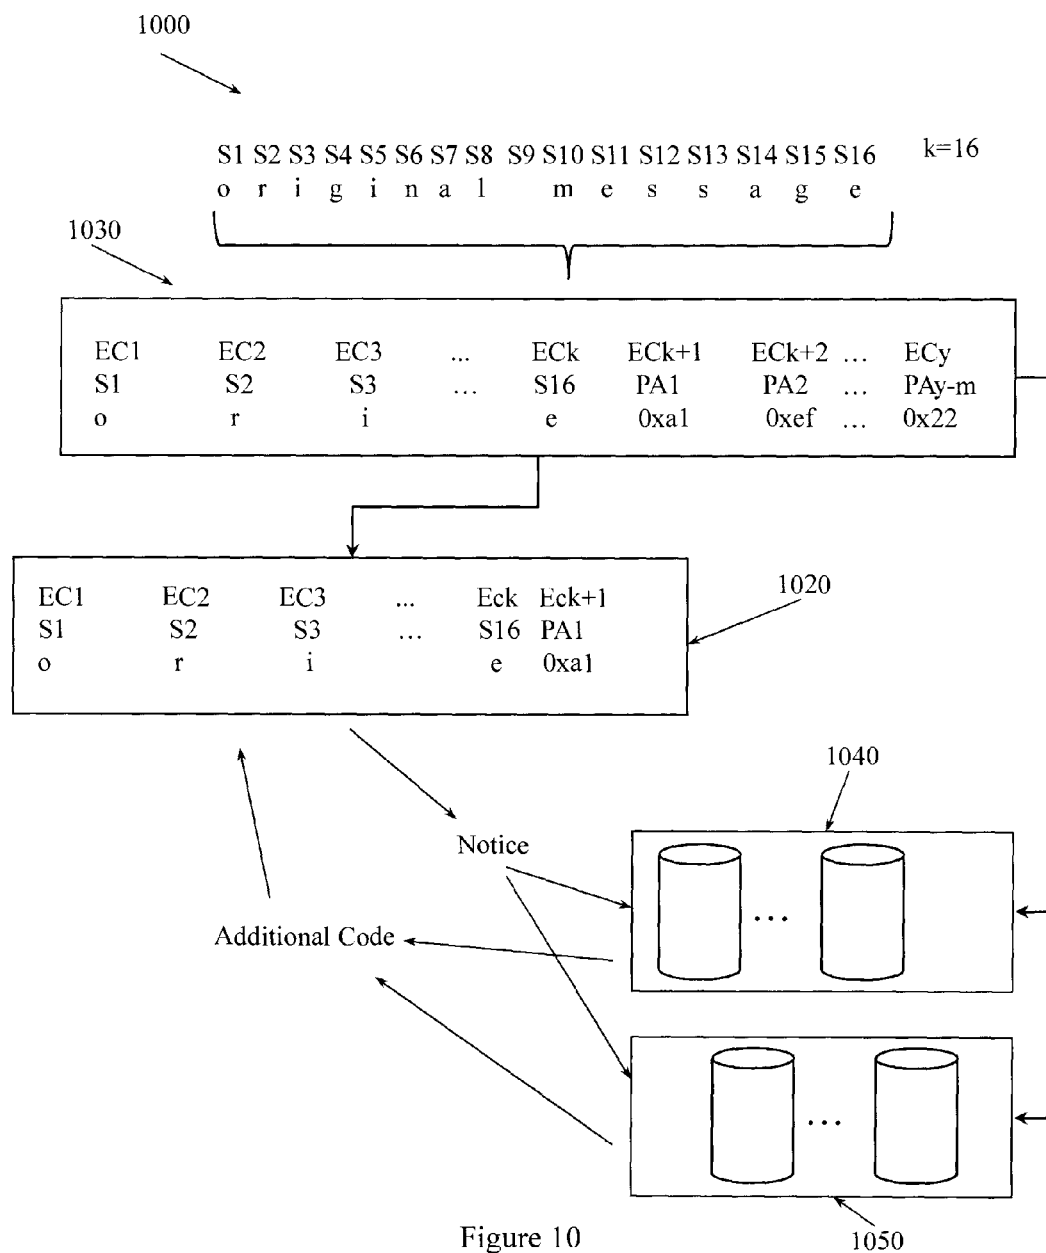 1000
S1 S2 S3 S4 S5 S6 S7 S8 S9 S10 S11 S12 S13 S14 S15 S16 k=16
o r i g i n a l m e s s a g e
1030
EC1 EC2 EC3 ... ECk ECk+1 ECk+2 ... ECy
S1 S2 S3 ... S16 PA1 PA2 ... PAy-m
o r i e 0xa1 0xef ... 0x22
EC1 EC2 EC3 ... Eck Eck+1
S1 S2 S3 ... S16 PA1
o r i e 0xa1
1020
1040
Notice
...
Additional Code
...
Figure 10
1050